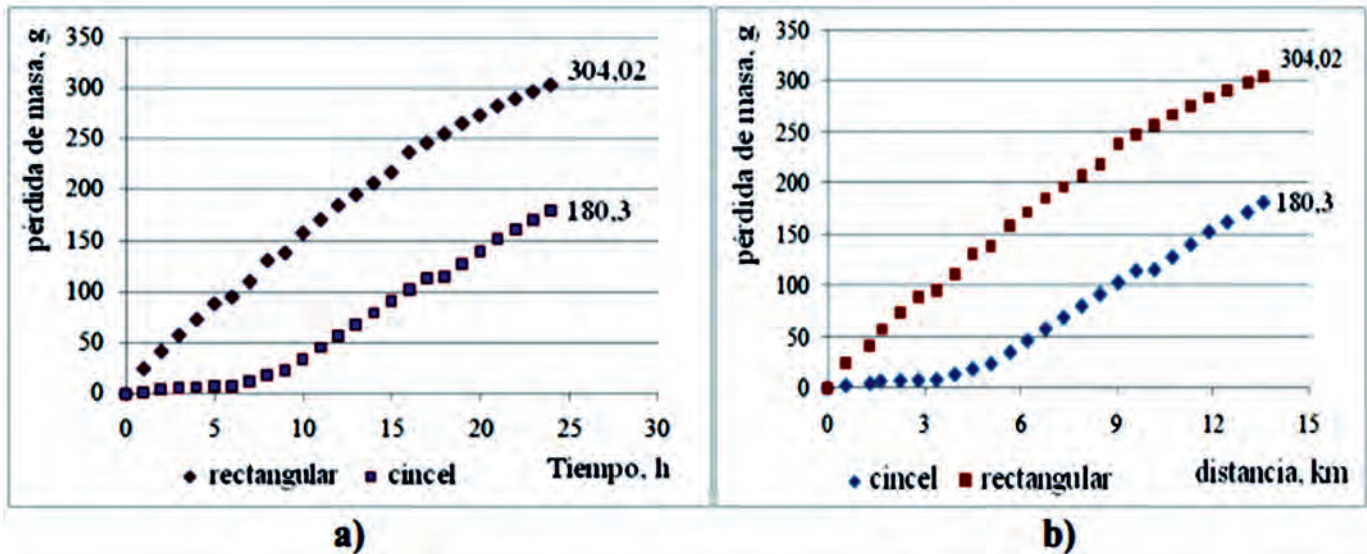 pérdida de masa, g
350
300
250
200
150
100
50
0
304,02
180,3
0 5 10 15 20 25 30
rectangular cincel Tiempo, h
a)
pérdida de masa, g
350
300
250
200
150
100
50
0
304,02
180,3
0 3 6 9 12 15
cincel rectangular distancia, km
b)